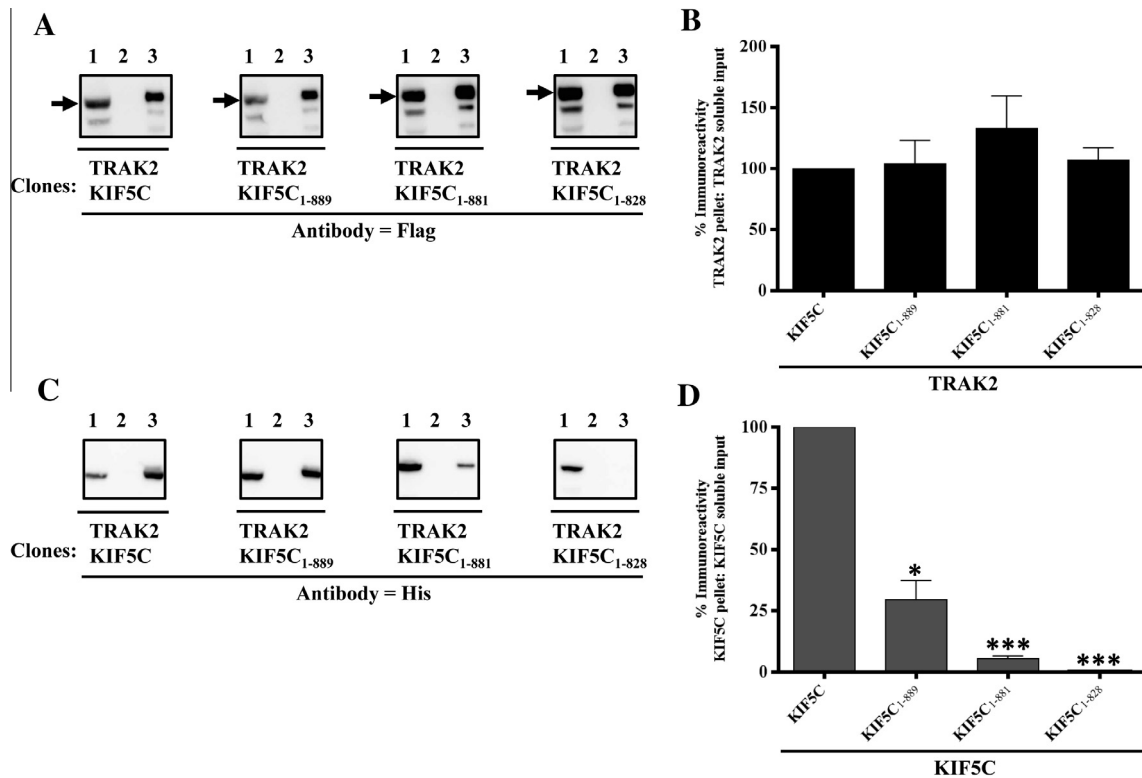 A
1 2 3
1 2 3
1 2 3
1 2 3
Clones:
TRAK2
KIF5C
TRAK2
KIF5C1-889
TRAK2
KIF5C1-881
TRAK2
KIF5C1-828
Antibody = Flag
B
% Immunoreactivity
TRAK2 pellet: TRAK2 soluble input
200
150
100
50
0
KIF5C
KIF5C1-889
KIF5C1-881
KIF5C1-828
TRAK2
C
1 2 3
1 2 3
1 2 3
1 2 3
Clones:
TRAK2
KIF5C
TRAK2
KIF5C1-889
TRAK2
KIF5C1-881
TRAK2
KIF5C1-828
Antibody = His
D
% Immunoreactivity
KIF5C pellet: KIF5C soluble input
100
75
50
25
0
*
***
***
KIF5C
KIF5C1-889
KIF5C1-881
KIF5C1-828
KIF5C